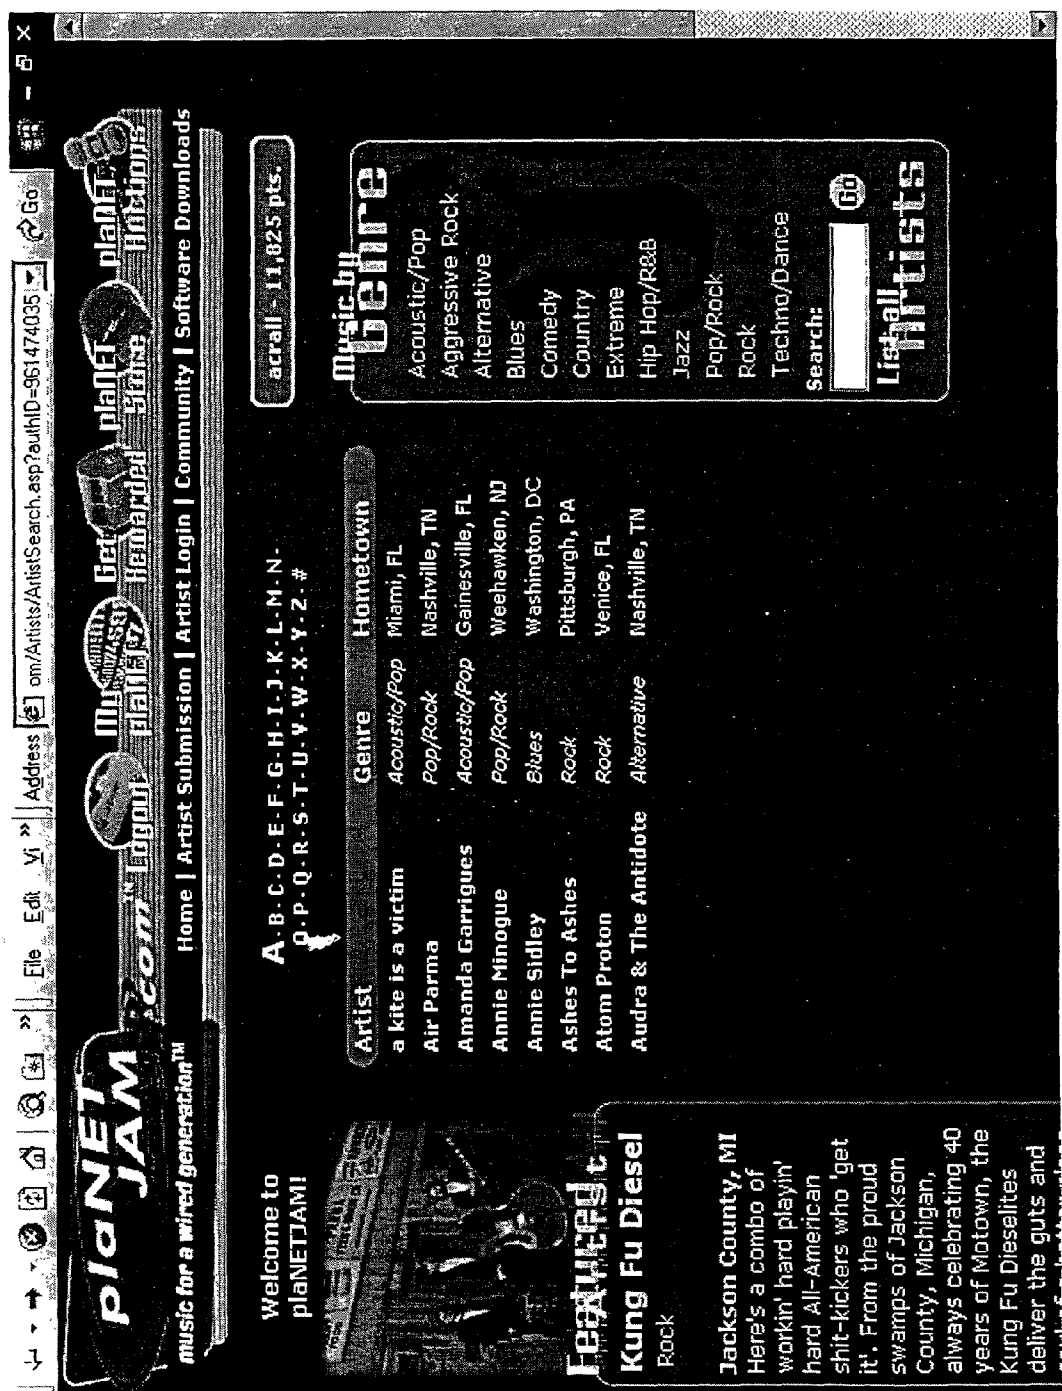 File Edit Vi » Address om/Artists/ArtistSearch.asp?authID=961474035 Go
plaNET JAM .com™
music for a wired generation™
Logout
Music
plaNET
Get
Rewarded
plaNET
Store
plaNET
Home | Artist Submission | Artist Login | Community | Software Downloads
Welcome to
plaNETJAM!
Featured
Kung Fu Diesel
Rock
Jackson County, MI
Here's a combo of
workin' hard playin'
hard All-American
shit-kickers who 'get
it'. From the proud
swamps of Jackson
County, Michigan,
always celebrating 40
years of Motown, the
Kung Fu Dieselites
deliver the guts and
A·B·C·D·E·F·G·H·I·J·K·L·M·N·
O·P·Q·R·S·T·U·V·W·X·Y·Z·#
Artist Genre Hometown
a kite is a victim Acoustic/Pop Miami, FL
Air Parma Pop/Rock Nashville, TN
Amanda Garrigues Acoustic/Pop Gainesville, FL
Annie Minogue Pop/Rock Weehawken, NJ
Annie Sidley Blues Washington, DC
Ashes To Ashes Rock Pittsburgh, PA
Atom Proton Rock Venice, FL
Audra & The Antidote Alternative Nashville, TN
acrall - 11,825 pts.
Music by
Genre
Acoustic/Pop
Aggressive Rock
Alternative
Blues
Comedy
Country
Extreme
Hip Hop/R&B
Jazz
Pop/Rock
Rock
Techno/Dance
Search:
Go
List all
Artists